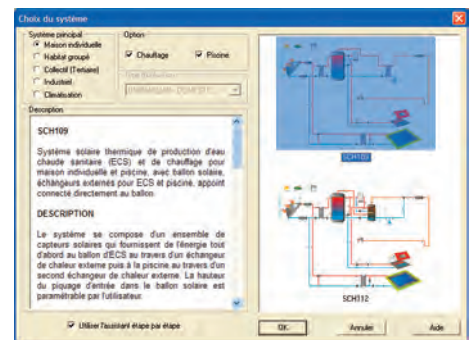 Choix du système
Système principal
Maison individuelle
Habitat groupé
Collectif (Tertiaire)
Industriel
Climatisation
Option
Chauffage
Piscine
Description
SCH109
Système solaire thermique de production d'eau
chaude sanitaire (ECS) et de chauffage pour
maison individuelle et piscine, avec ballon solaire,
échangeurs externes pour ECS et piscine, appoint
connecté directement au ballon.
DESCRIPTION
Le système se compose d'un ensemble de
capteurs solaires qui fournissent de l'énergie tout
d'abord au ballon d'ECS au travers d'un échangeur
de chaleur externe puis à la piscine au travers d'un
second échangeur de chaleur externe. La hauteur
du piquage d'entrée dans le ballon solaire est
paramétrable par l'utilisateur.
Utiliser l'assistant étape par étape
SCH109
SCH112
OK
Annuler
Aide